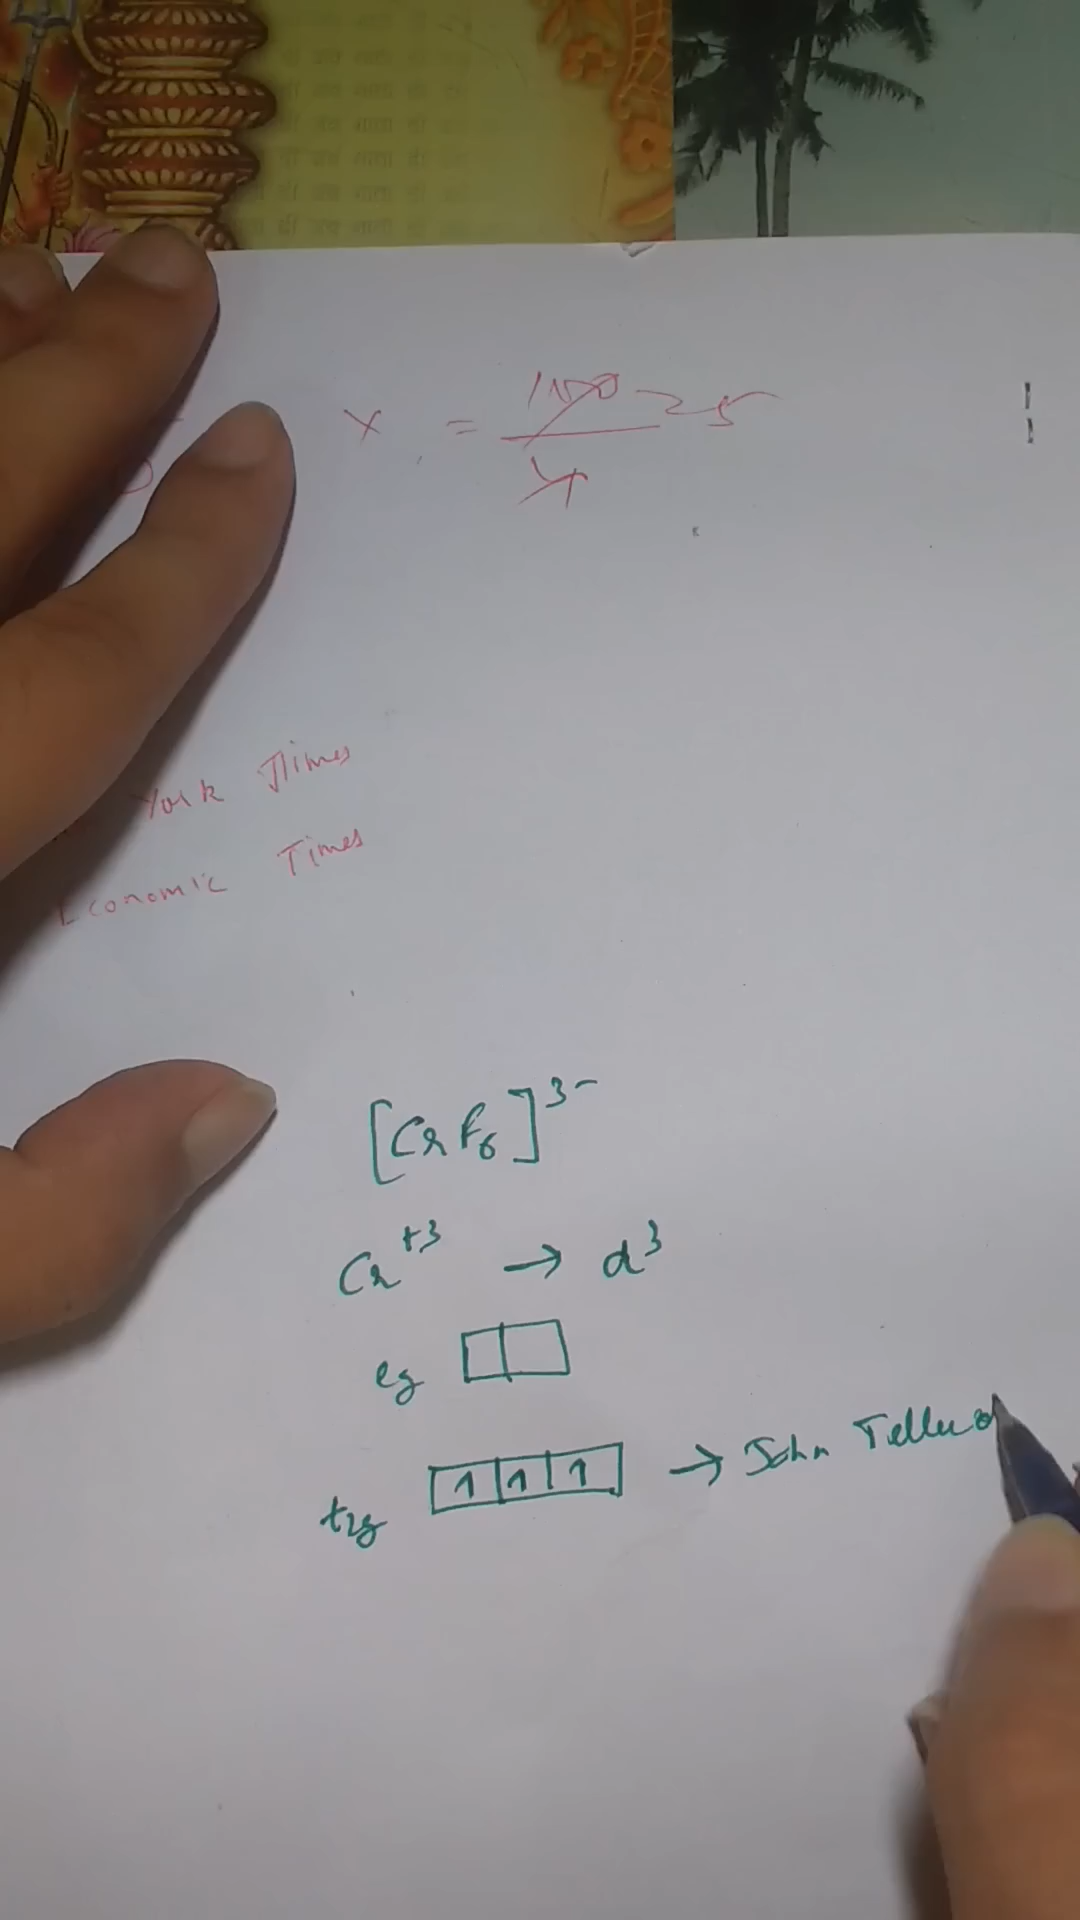 x = 100/4 25
York Times
Economic Times
[CrF6]3-
Cr+3 → d3
eg
t2g 1 1 1 → John Teller